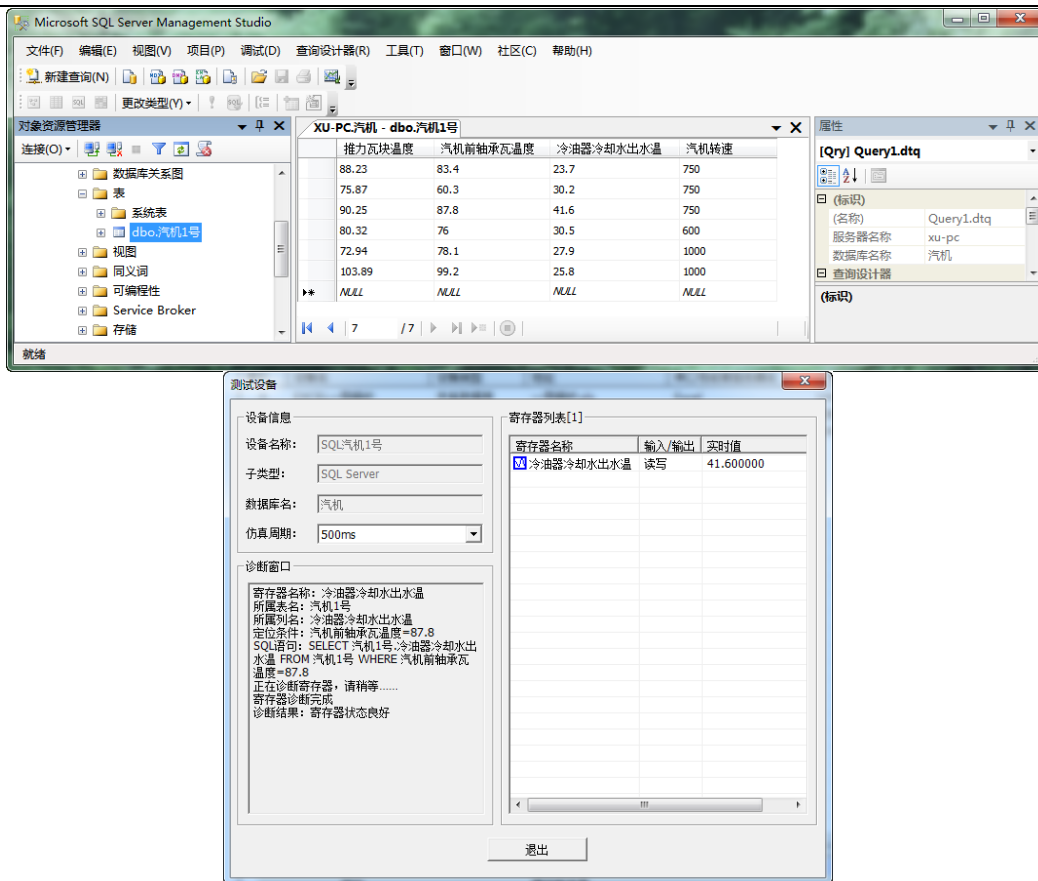 Microsoft SQL Server Management Studio
文件(F) 编辑(E) 视图(V) 项目(P) 调试(D) 查询设计器(R) 工具(T) 窗口(W) 社区(C) 帮助(H)
新建查询(N)
更改类型(Y)
对象资源管理器
连接(O)
数据库关系图
表
系统表
dbo.汽机1号
视图
同义词
可编程性
Service Broker
存储
XU-PC.汽机 - dbo.汽机1号
推力瓦块温度 汽机前轴承瓦温度 冷油器冷却水出水温 汽机转速
88.23 83.4 23.7 750
75.87 60.3 30.2 750
90.25 87.8 41.6 750
80.32 76 30.5 600
72.94 78.1 27.9 1000
103.89 99.2 25.8 1000
NULL NULL NULL NULL
7 /7
属性
[Qry] Query1.dtq
(标识)
(名称) Query1.dtq
服务器名称 xu-pc
数据库名称 汽机
查询设计器
(标识)
就绪
测试设备
设备信息
设备名称: SQL汽机1号
子类型: SQL Server
数据库名: 汽机
仿真周期: 500ms
诊断窗口
寄存器名称: 冷油器冷却水出水温
所属表名: 汽机1号
所属列名: 冷油器冷却水出水温
定位条件: 汽机前轴承瓦温度=87.8
SQL语句: SELECT 汽机1号.冷油器冷却水出
水温 FROM 汽机1号 WHERE 汽机前轴承瓦
温度=87.8
正在诊断寄存器，请稍等......
寄存器诊断完成
诊断结果: 寄存器状态良好
寄存器列表[1]
寄存器名称 输入/输出 实时值
冷油器冷却水出水温 读写 41.600000
退出